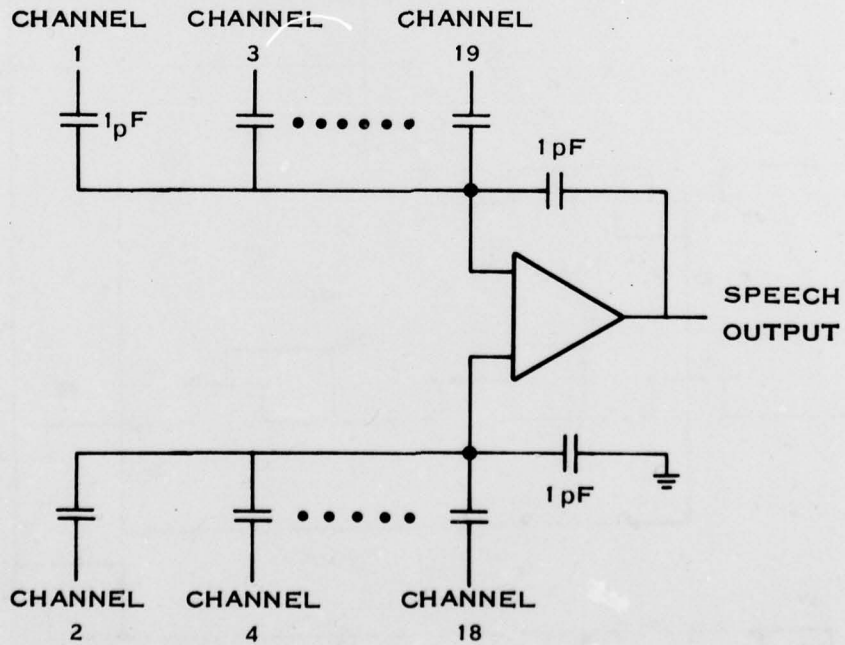 CHANNEL CHANNEL CHANNEL
1 3 19
1pF
1pF
SPEECH
OUTPUT
1pF
CHANNEL CHANNEL CHANNEL
2 4 18